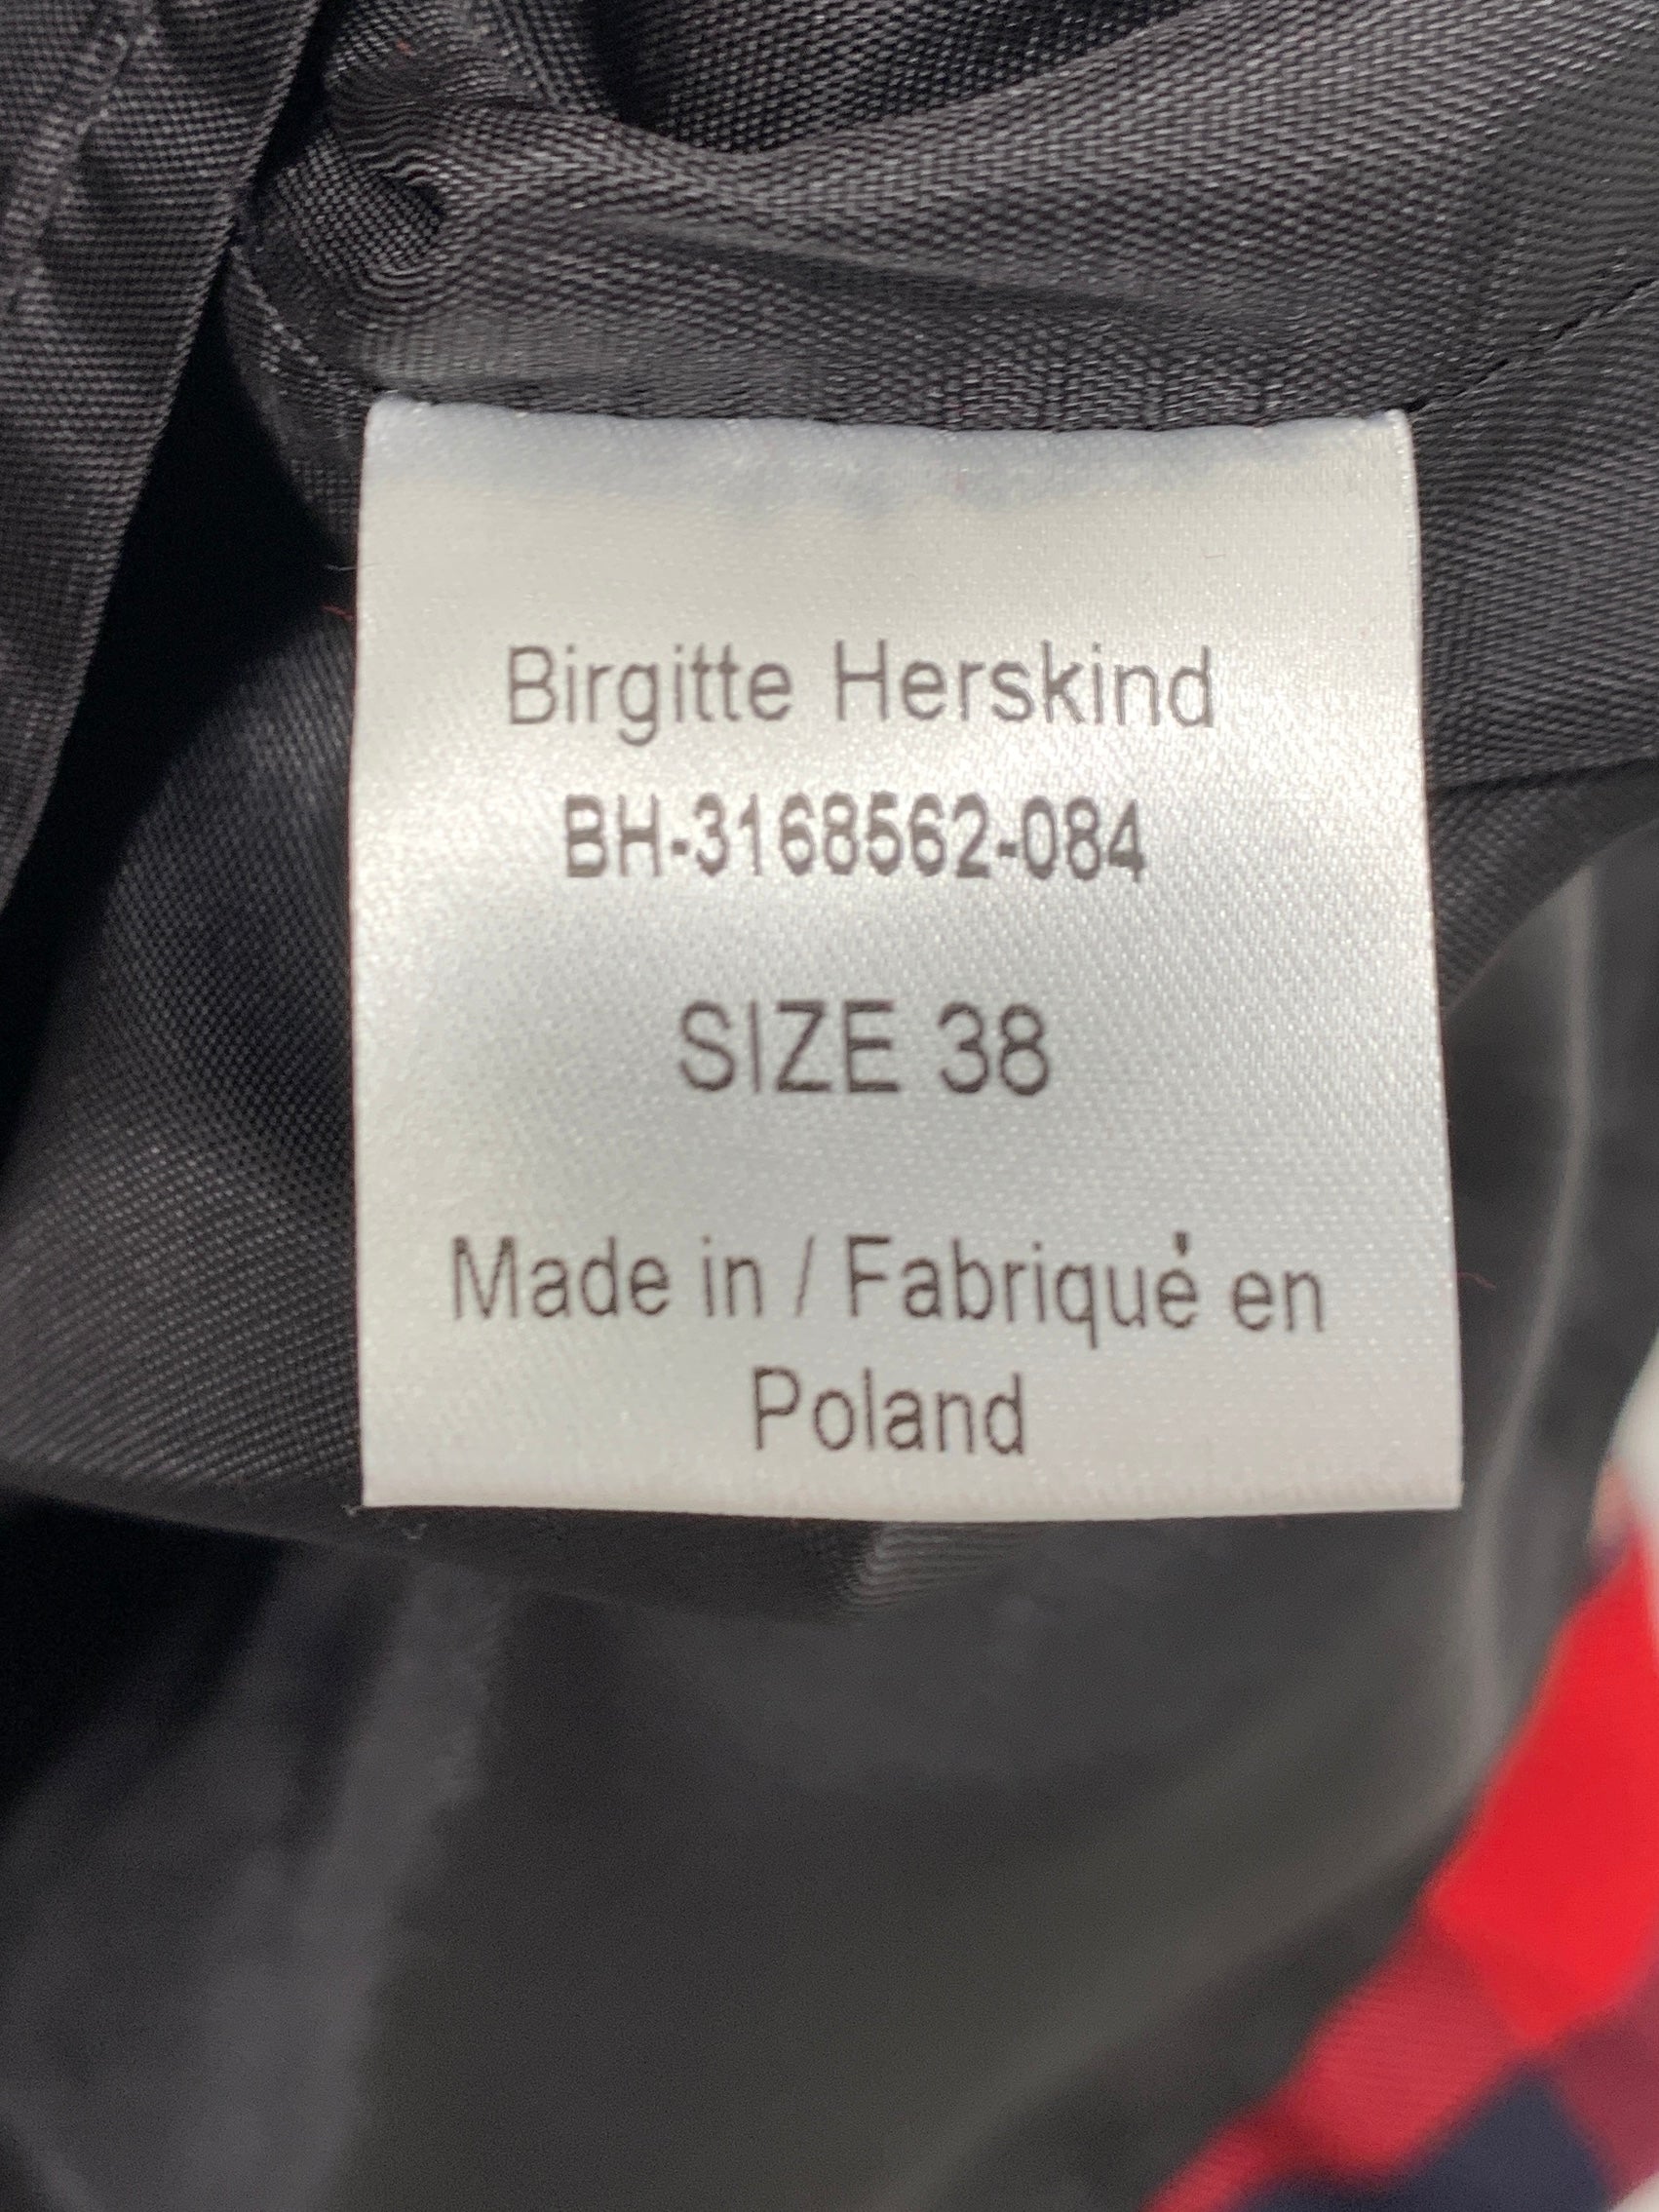 Birgitte Herskind
BH-3168562-084
SIZE 38
Made in / Fabriqué en
Poland